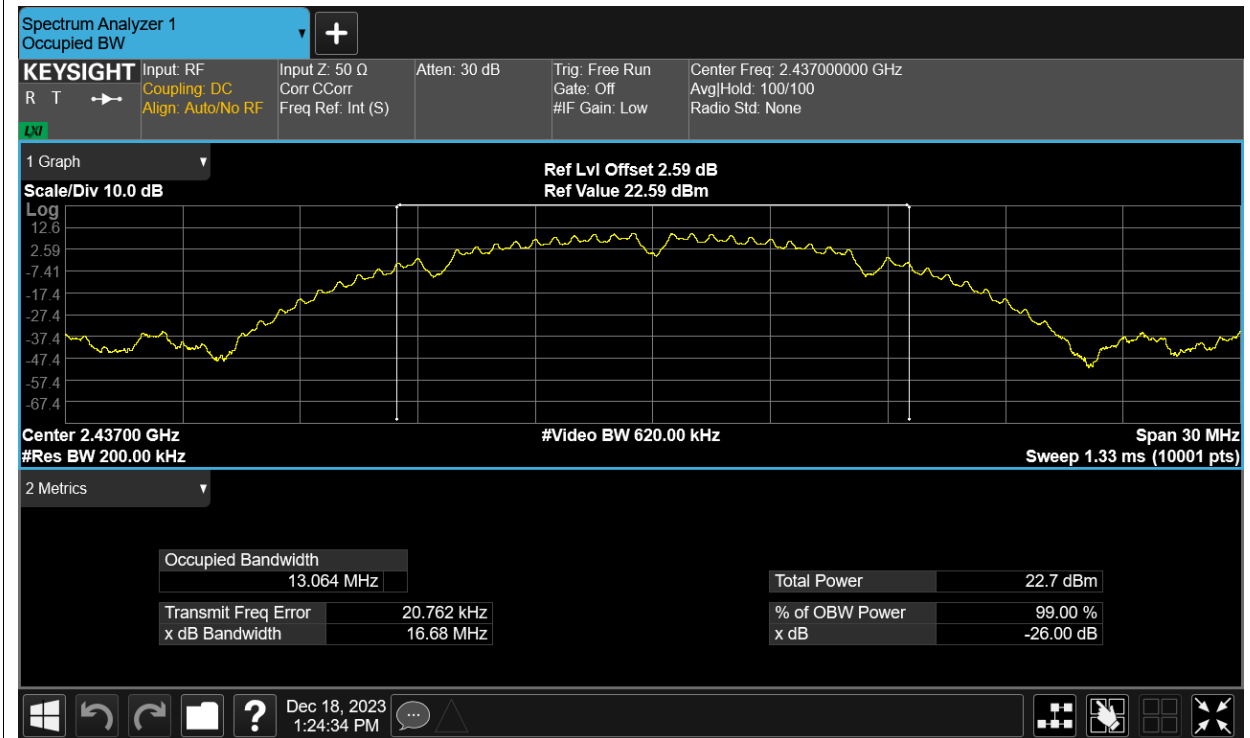 Spectrum Analyzer 1
Occupied BW
KEYSIGHT
R T
LXI
Input: RF
Coupling: DC
Align: Auto/No RF
Input Z: 50 Ω
Corr CCorr
Freq Ref: Int (S)
Atten: 30 dB
Trig: Free Run
Gate: Off
#IF Gain: Low
Center Freq: 2.437000000 GHz
Avg|Hold: 100/100
Radio Std: None
1 Graph
Scale/Div 10.0 dB
Ref Lvl Offset 2.59 dB
Ref Value 22.59 dBm
Log
12.6
2.59
-7.41
-17.4
-27.4
-37.4
-47.4
-57.4
-67.4
Center 2.43700 GHz
#Video BW 620.00 kHz
Span 30 MHz
#Res BW 200.00 kHz
Sweep 1.33 ms (10001 pts)
2 Metrics
Occupied Bandwidth
13.064 MHz
Total Power 22.7 dBm
Transmit Freq Error 20.762 kHz
% of OBW Power 99.00 %
x dB Bandwidth 16.68 MHz
x dB -26.00 dB
?
Dec 18, 2023
1:24:34 PM